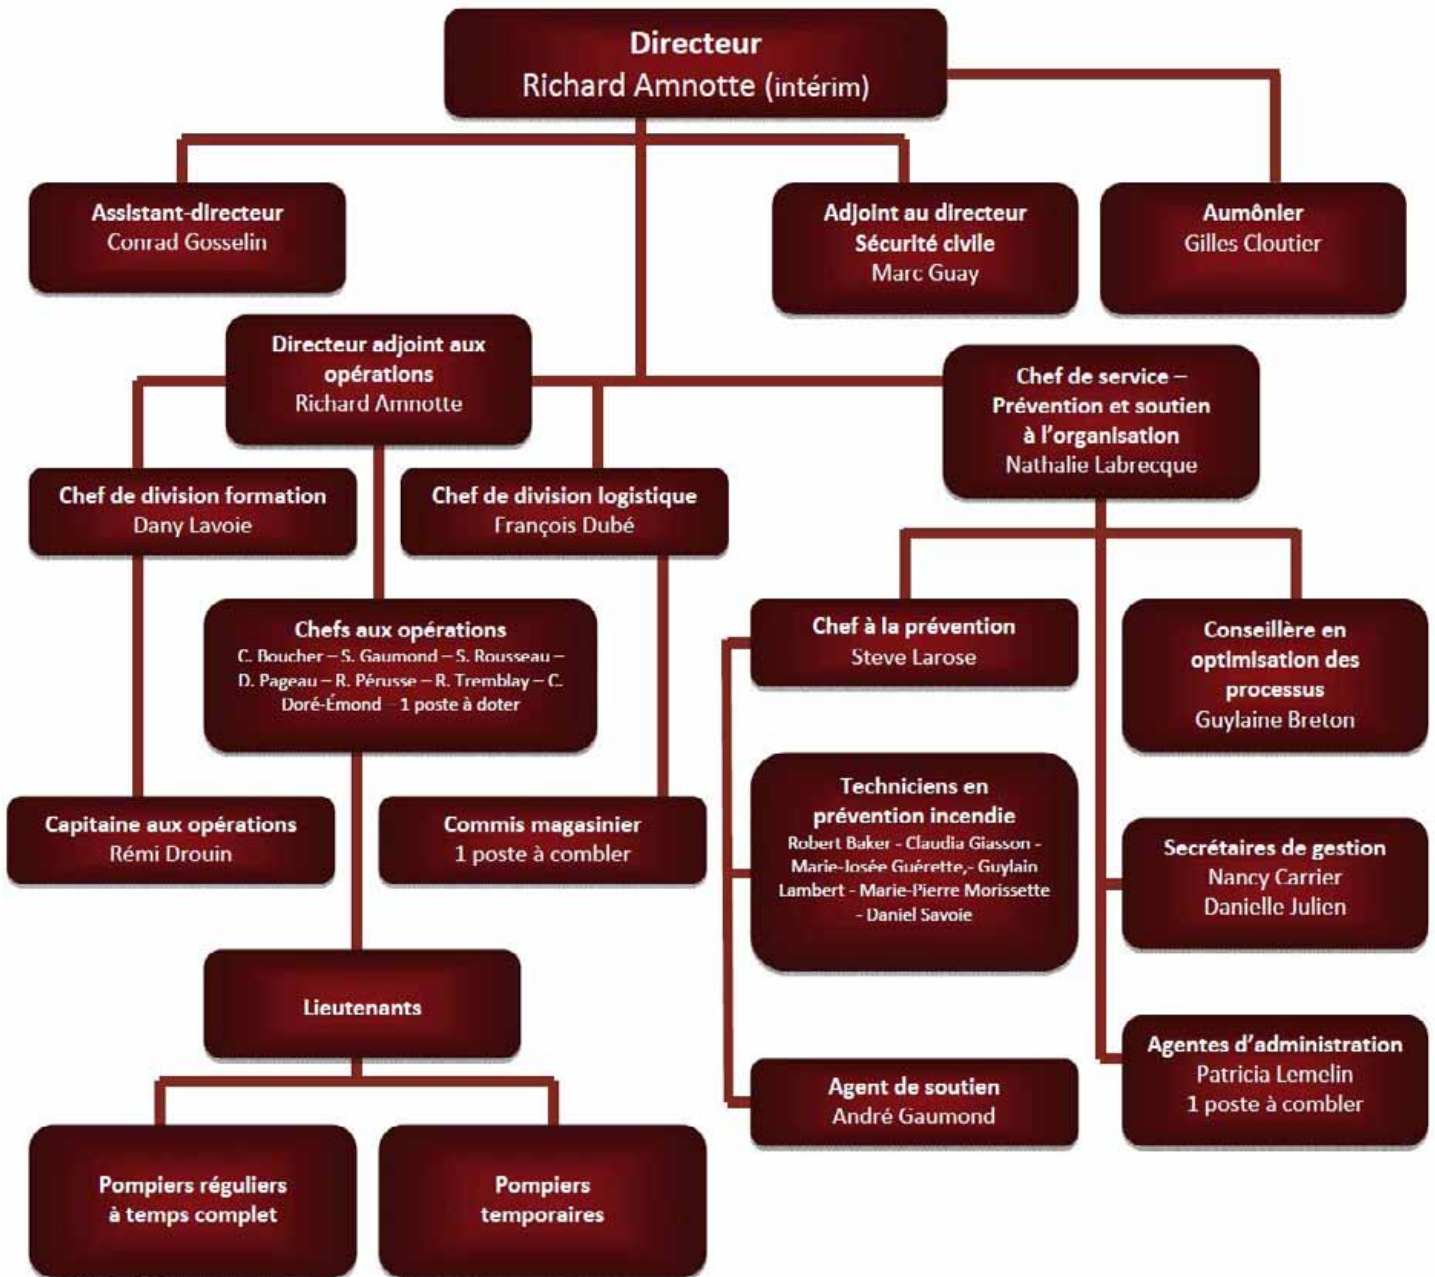 Directeur
Richard Amnotte (intérim)
Assistant-directeur
Conrad Gosselin
Adjoint au directeur
Sécurité civile
Marc Guay
Aumônier
Gilles Cloutier
Directeur adjoint aux
opérations
Richard Amnotte
Chef de service –
Prévention et soutien
à l'organisation
Nathalie Labrecque
Chef de division formation
Dany Lavoie
Chef de division logistique
François Dubé
Chefs aux opérations
C. Boucher – S. Gaumond – S. Rousseau –
D. Pageau – R. Pérusse – R. Tremblay – C.
Doré-Émond – 1 poste à doter
Chef à la prévention
Steve Larose
Conseillère en
optimisation des
processus
Guylaine Breton
Capitaine aux opérations
Rémi Drouin
Commis magasinier
1 poste à combler
Techniciens en
prévention incendie
Robert Baker - Claudia Giasson -
Marie-Josée Guérette,- Guylain
Lambert - Marie-Pierre Morissette
- Daniel Savoie
Secrétaires de gestion
Nancy Carrier
Danielle Julien
Lieutenants
Agent de soutien
André Gaumond
Agentes d'administration
Patricia Lemelin
1 poste à combler
Pompiers réguliers
à temps complet
Pompiers
temporaires